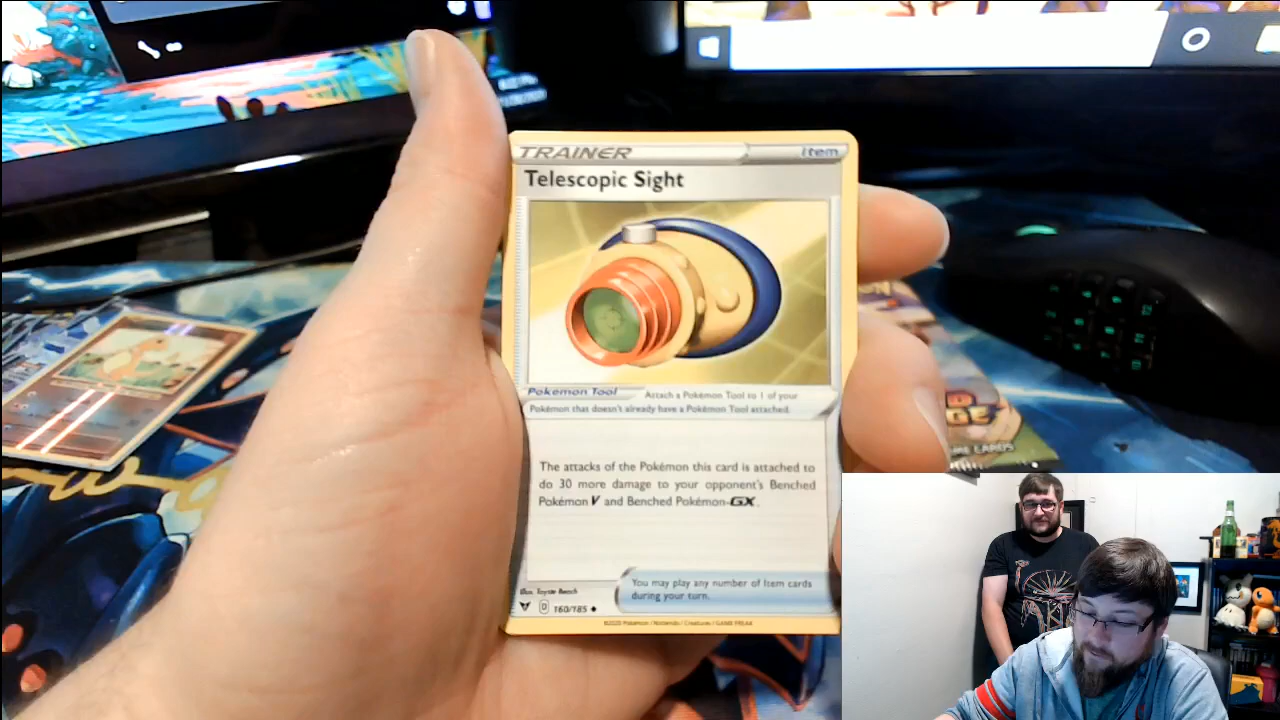 TRAINER Item
Telescopic Sight
Pokémon Tool Attach a Pokémon Tool to 1 of your
Pokémon that doesn't already have a Pokémon Tool attached.
The attacks of the Pokémon this card is attached to
do 30 more damage to your opponent's Benched
Pokémon V and Benched Pokémon-GX.
You may play any number of Item cards
during your turn.
Illus. Toyste Beach
D 160/185
©2020 Pokémon / Nintendo / Creatures / GAME FREAK